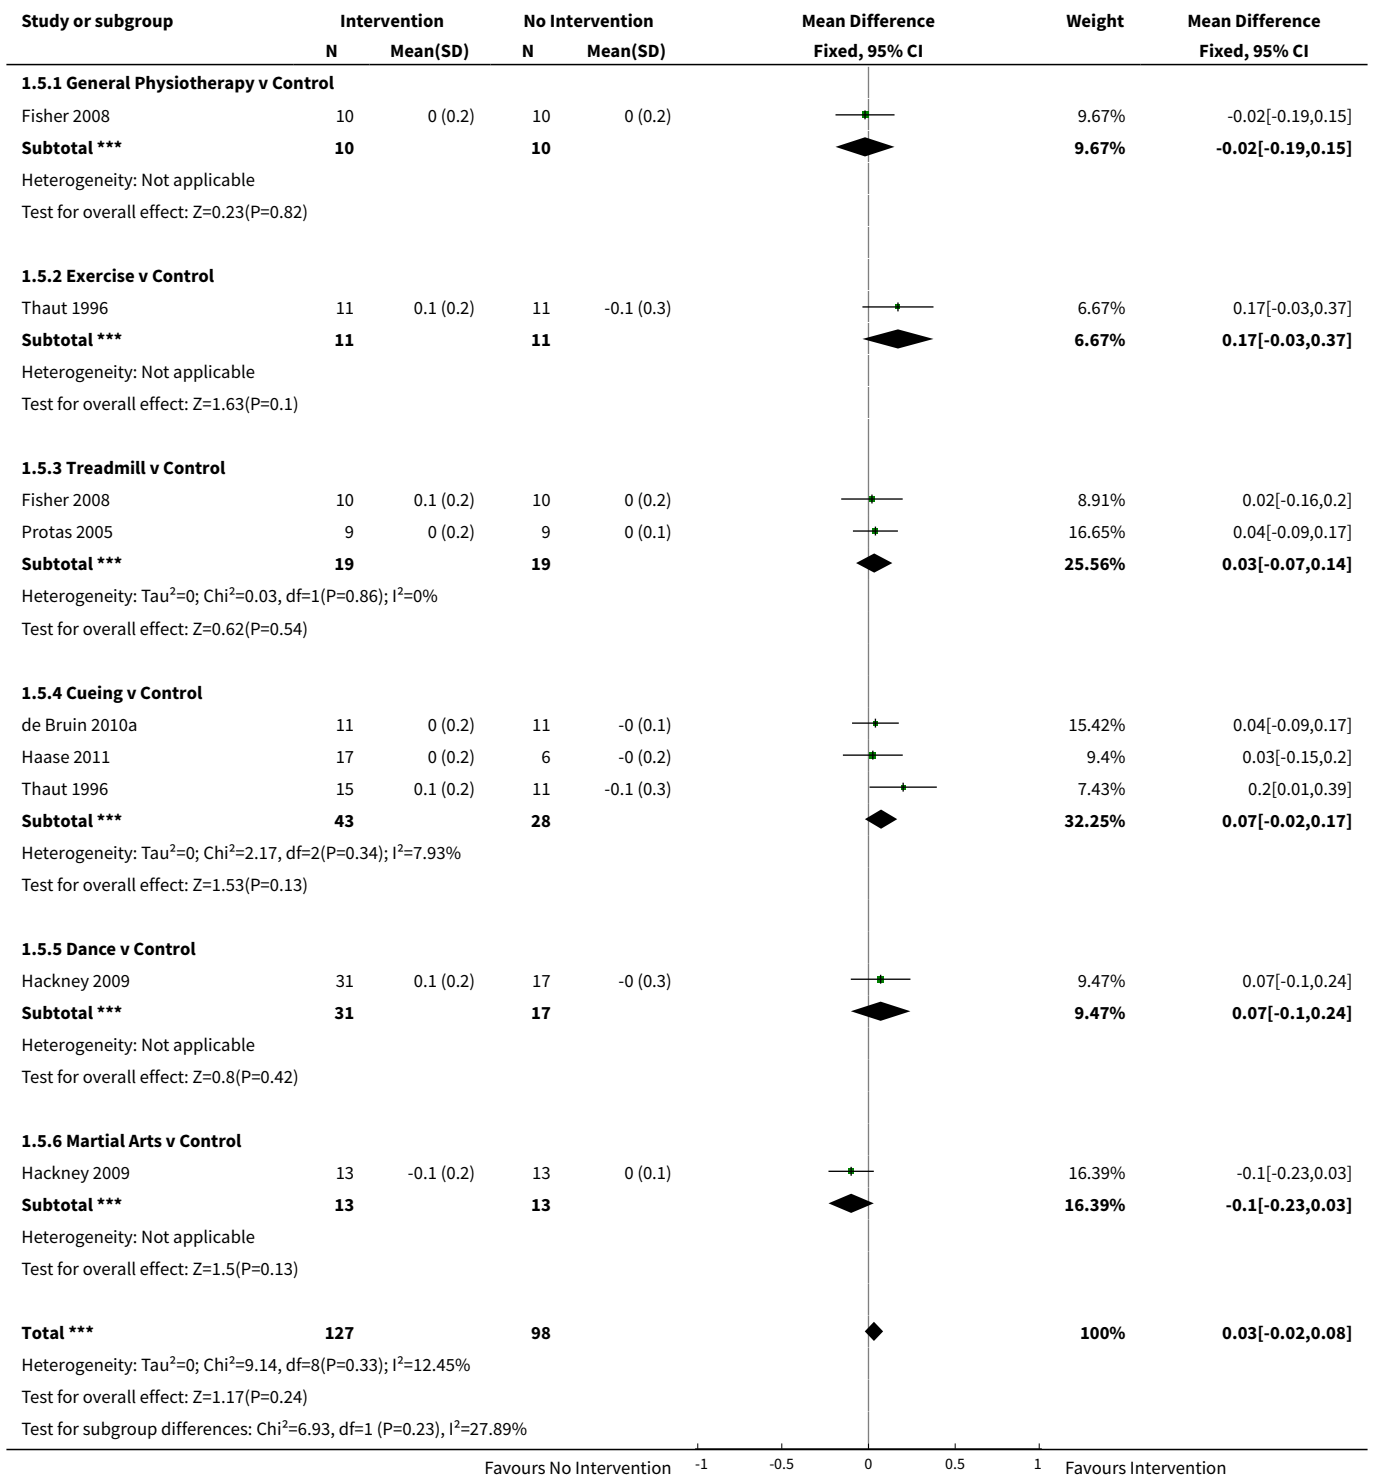 Study or subgroup Intervention No Intervention Mean Difference Weight Mean Difference
N Mean(SD) N Mean(SD) Fixed, 95% CI Fixed, 95% CI
1.5.1 General Physiotherapy v Control
Fisher 2008 10 0 (0.2) 10 0 (0.2) 9.67% -0.02[-0.19,0.15]
Subtotal *** 10 10 9.67% -0.02[-0.19,0.15]
Heterogeneity: Not applicable
Test for overall effect: Z=0.23(P=0.82)
1.5.2 Exercise v Control
Thaut 1996 11 0.1 (0.2) 11 -0.1 (0.3) 6.67% 0.17[-0.03,0.37]
Subtotal *** 11 11 6.67% 0.17[-0.03,0.37]
Heterogeneity: Not applicable
Test for overall effect: Z=1.63(P=0.1)
1.5.3 Treadmill v Control
Fisher 2008 10 0.1 (0.2) 10 0 (0.2) 8.91% 0.02[-0.16,0.2]
Protas 2005 9 0 (0.2) 9 0 (0.1) 16.65% 0.04[-0.09,0.17]
Subtotal *** 19 19 25.56% 0.03[-0.07,0.14]
Heterogeneity: Tau²=0; Chi²=0.03, df=1(P=0.86); I²=0%
Test for overall effect: Z=0.62(P=0.54)
1.5.4 Cueing v Control
de Bruin 2010a 11 0 (0.2) 11 -0 (0.1) 15.42% 0.04[-0.09,0.17]
Haase 2011 17 0 (0.2) 6 -0 (0.2) 9.4% 0.03[-0.15,0.2]
Thaut 1996 15 0.1 (0.2) 11 -0.1 (0.3) 7.43% 0.2[0.01,0.39]
Subtotal *** 43 28 32.25% 0.07[-0.02,0.17]
Heterogeneity: Tau²=0; Chi²=2.17, df=2(P=0.34); I²=7.93%
Test for overall effect: Z=1.53(P=0.13)
1.5.5 Dance v Control
Hackney 2009 31 0.1 (0.2) 17 -0 (0.3) 9.47% 0.07[-0.1,0.24]
Subtotal *** 31 17 9.47% 0.07[-0.1,0.24]
Heterogeneity: Not applicable
Test for overall effect: Z=0.8(P=0.42)
1.5.6 Martial Arts v Control
Hackney 2009 13 -0.1 (0.2) 13 0 (0.1) 16.39% -0.1[-0.23,0.03]
Subtotal *** 13 13 16.39% -0.1[-0.23,0.03]
Heterogeneity: Not applicable
Test for overall effect: Z=1.5(P=0.13)
Total *** 127 98 100% 0.03[-0.02,0.08]
Heterogeneity: Tau²=0; Chi²=9.14, df=8(P=0.33); I²=12.45%
Test for overall effect: Z=1.17(P=0.24)
Test for subgroup differences: Chi²=6.93, df=1 (P=0.23), I²=27.89%
Favours No Intervention -1 -0.5 0 0.5 1 Favours Intervention